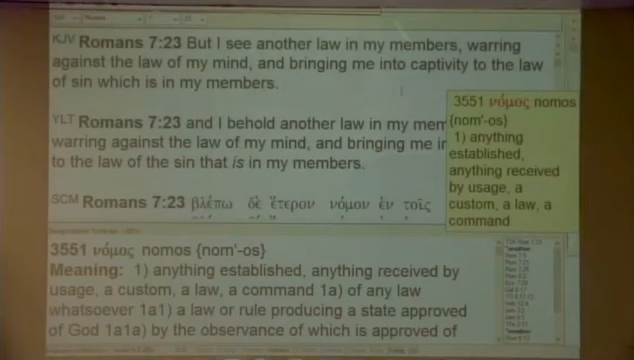 KJV Romans 7:23 But I see another law in my members, warring
against the law of my mind, and bringing me into captivity to the law
of sin which is in my members.
YLT Romans 7:23 and I behold another law in my mem
warring against the law of my mind, and bringing me in
to the law of the sin that is in my members.
SCM Romans 7:23 βλέπω δὲ ἕτερον νόμον ἐν τοῖς
3551 νόμος nomos
{nom'-os}
1) anything
established,
anything received
by usage, a
custom, a law, a
command
3551 νόμος nomos {nom'-os}
Meaning: 1) anything established, anything received by
usage, a custom, a law, a command 1a) of any law
whatsoever 1a1) a law or rule producing a state approved
of God 1a1a) by the observance of which is approved of